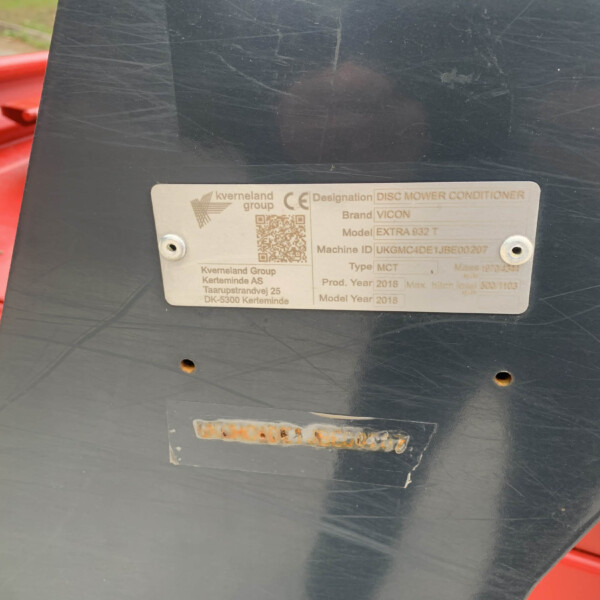 kverneland
group
CE
Designation DISC MOWER CONDITIONER
Brand VICON
Model EXTRA 632 T
Machine ID
Type MCT
Prod. Year 2018
Model Year 2018
Kverneland Group
Kerteminde AS
Taarupstrandvej 25
DK-5300 Kerteminde